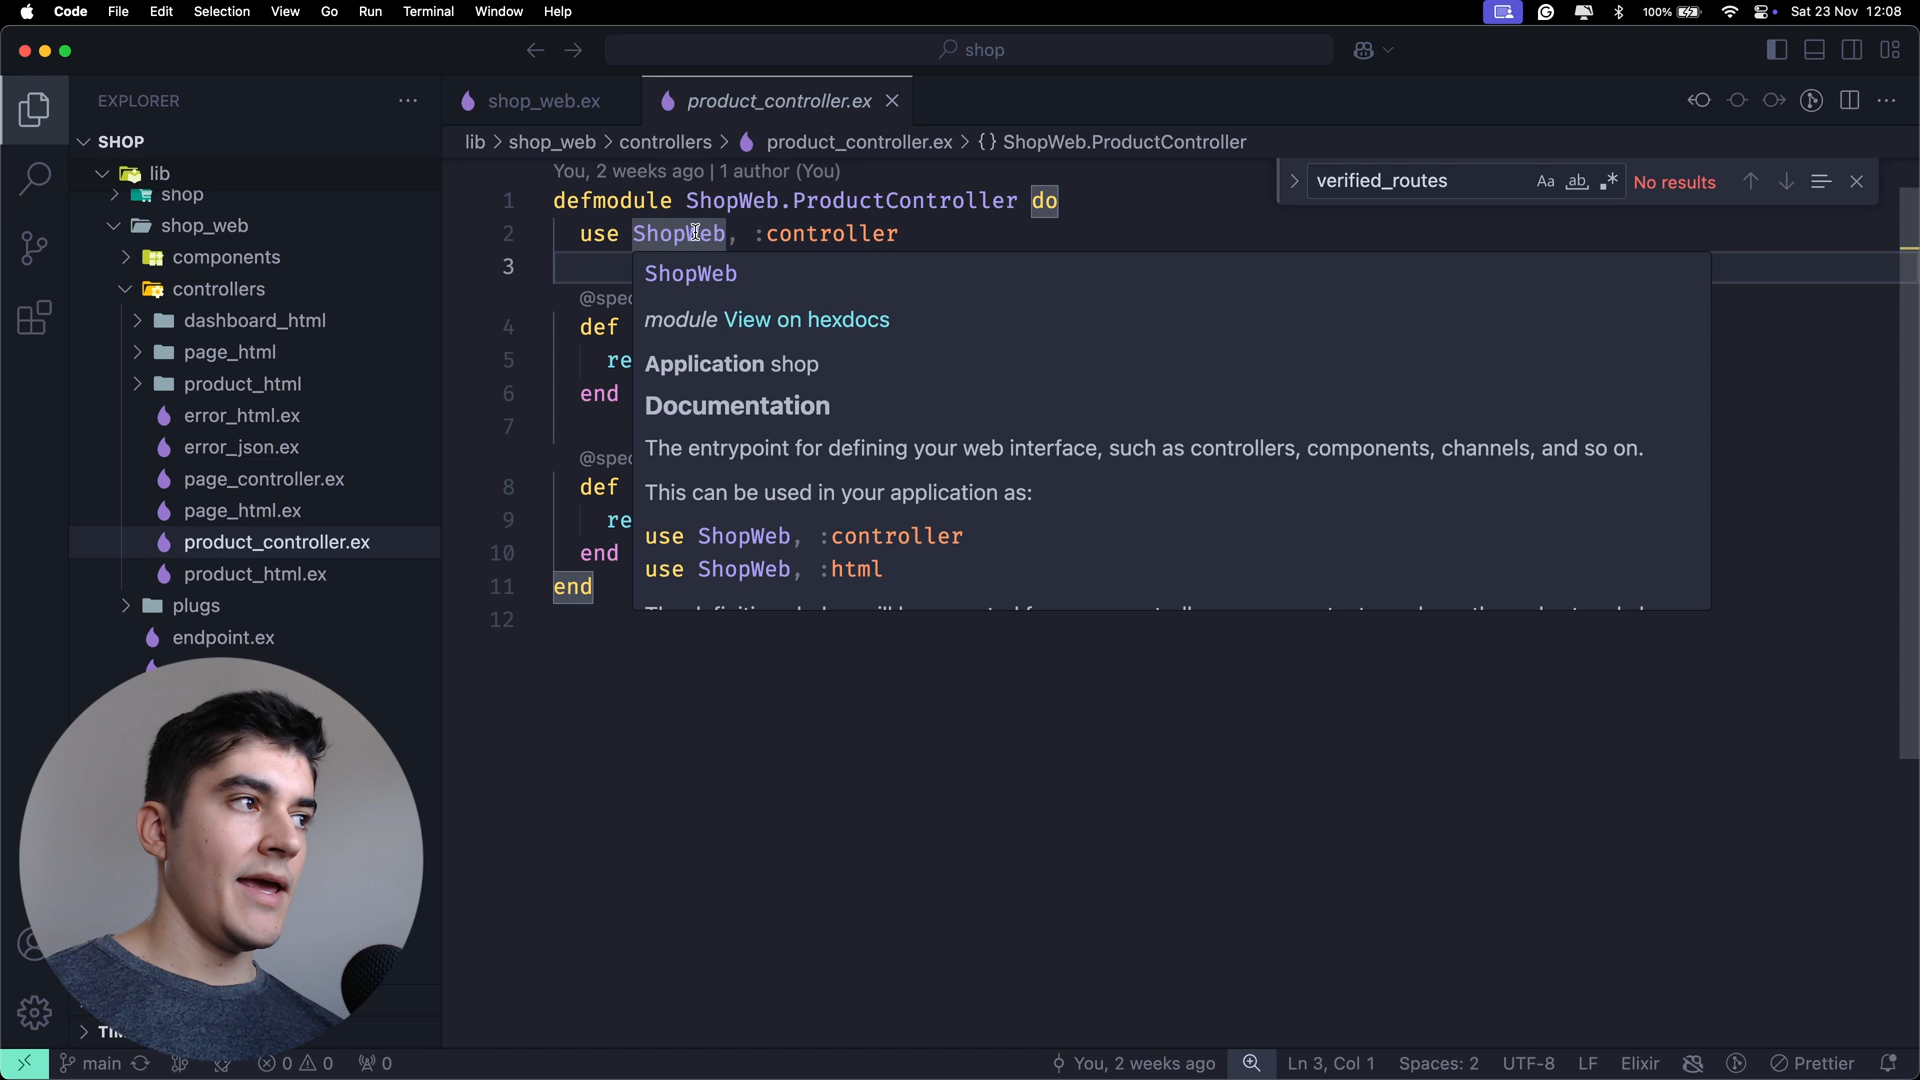 Code File Edit Selection View Go Run Terminal Window Help
100% Sat 23 Nov 12:08
shop
EXPLORER
shop_web.ex
product_controller.ex
SHOP
lib > shop_web > controllers > product_controller.ex > {} ShopWeb.ProductController
lib
shop
shop_web
components
controllers
dashboard_html
page_html
product_html
error_html.ex
error_json.ex
page_controller.ex
page_html.ex
product_controller.ex
product_html.ex
plugs
endpoint.ex
You, 2 weeks ago | 1 author (You)
verified_routes Aa ab .* No results
1 defmodule ShopWeb.ProductController do
2 use ShopWeb, :controller
3
@spec
4 def
5 re
6 end
7
@spec
8 def
9 re
10 end
11 end
12
ShopWeb
module View on hexdocs
Application shop
Documentation
The entrypoint for defining your web interface, such as controllers, components, channels, and so on.
This can be used in your application as:
use ShopWeb, :controller
use ShopWeb, :html
main 0 0 0 You, 2 weeks ago Ln 3, Col 1 Spaces: 2 UTF-8 LF Elixir Prettier